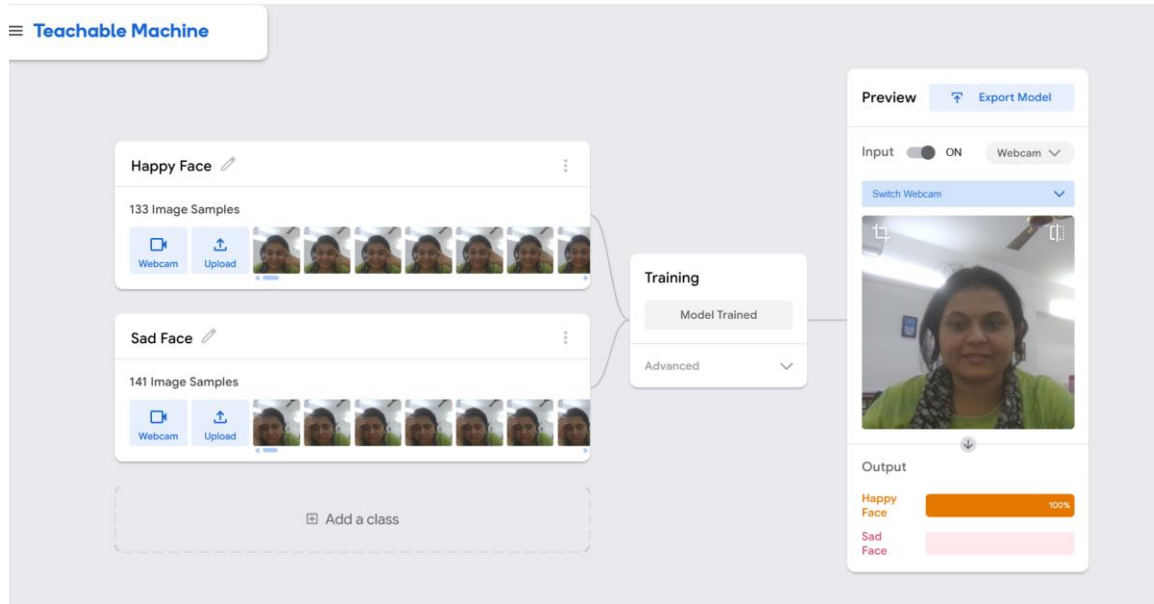 Teachable Machine
Happy Face
133 Image Samples
Webcam
Upload
Sad Face
141 Image Samples
Webcam
Upload
Add a class
Training
Model Trained
Advanced
Preview
Export Model
Input
ON
Webcam
Switch Webcam
Output
Happy
Face
100%
Sad
Face